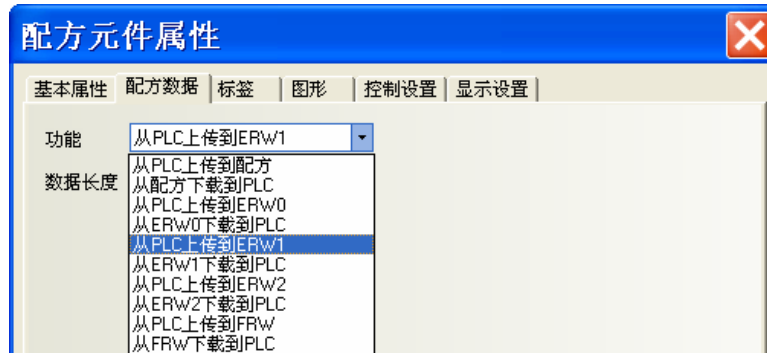 配方元件属性
基本属性 配方数据 标签 图形 控制设置 显示设置
功能 从PLC上传到ERW1
从PLC上传到配方
数据长度 从配方下载到PLC
从PLC上传到ERW0
从ERW0下载到PLC
从PLC上传到ERW1
从ERW1下载到PLC
从PLC上传到ERW2
从ERW2下载到PLC
从PLC上传到FRW
从FRW下载到PLC